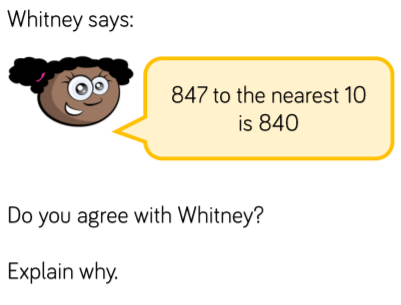 Whitney says:
847 to the nearest 10
is 840
Do you agree with Whitney?
Explain why.